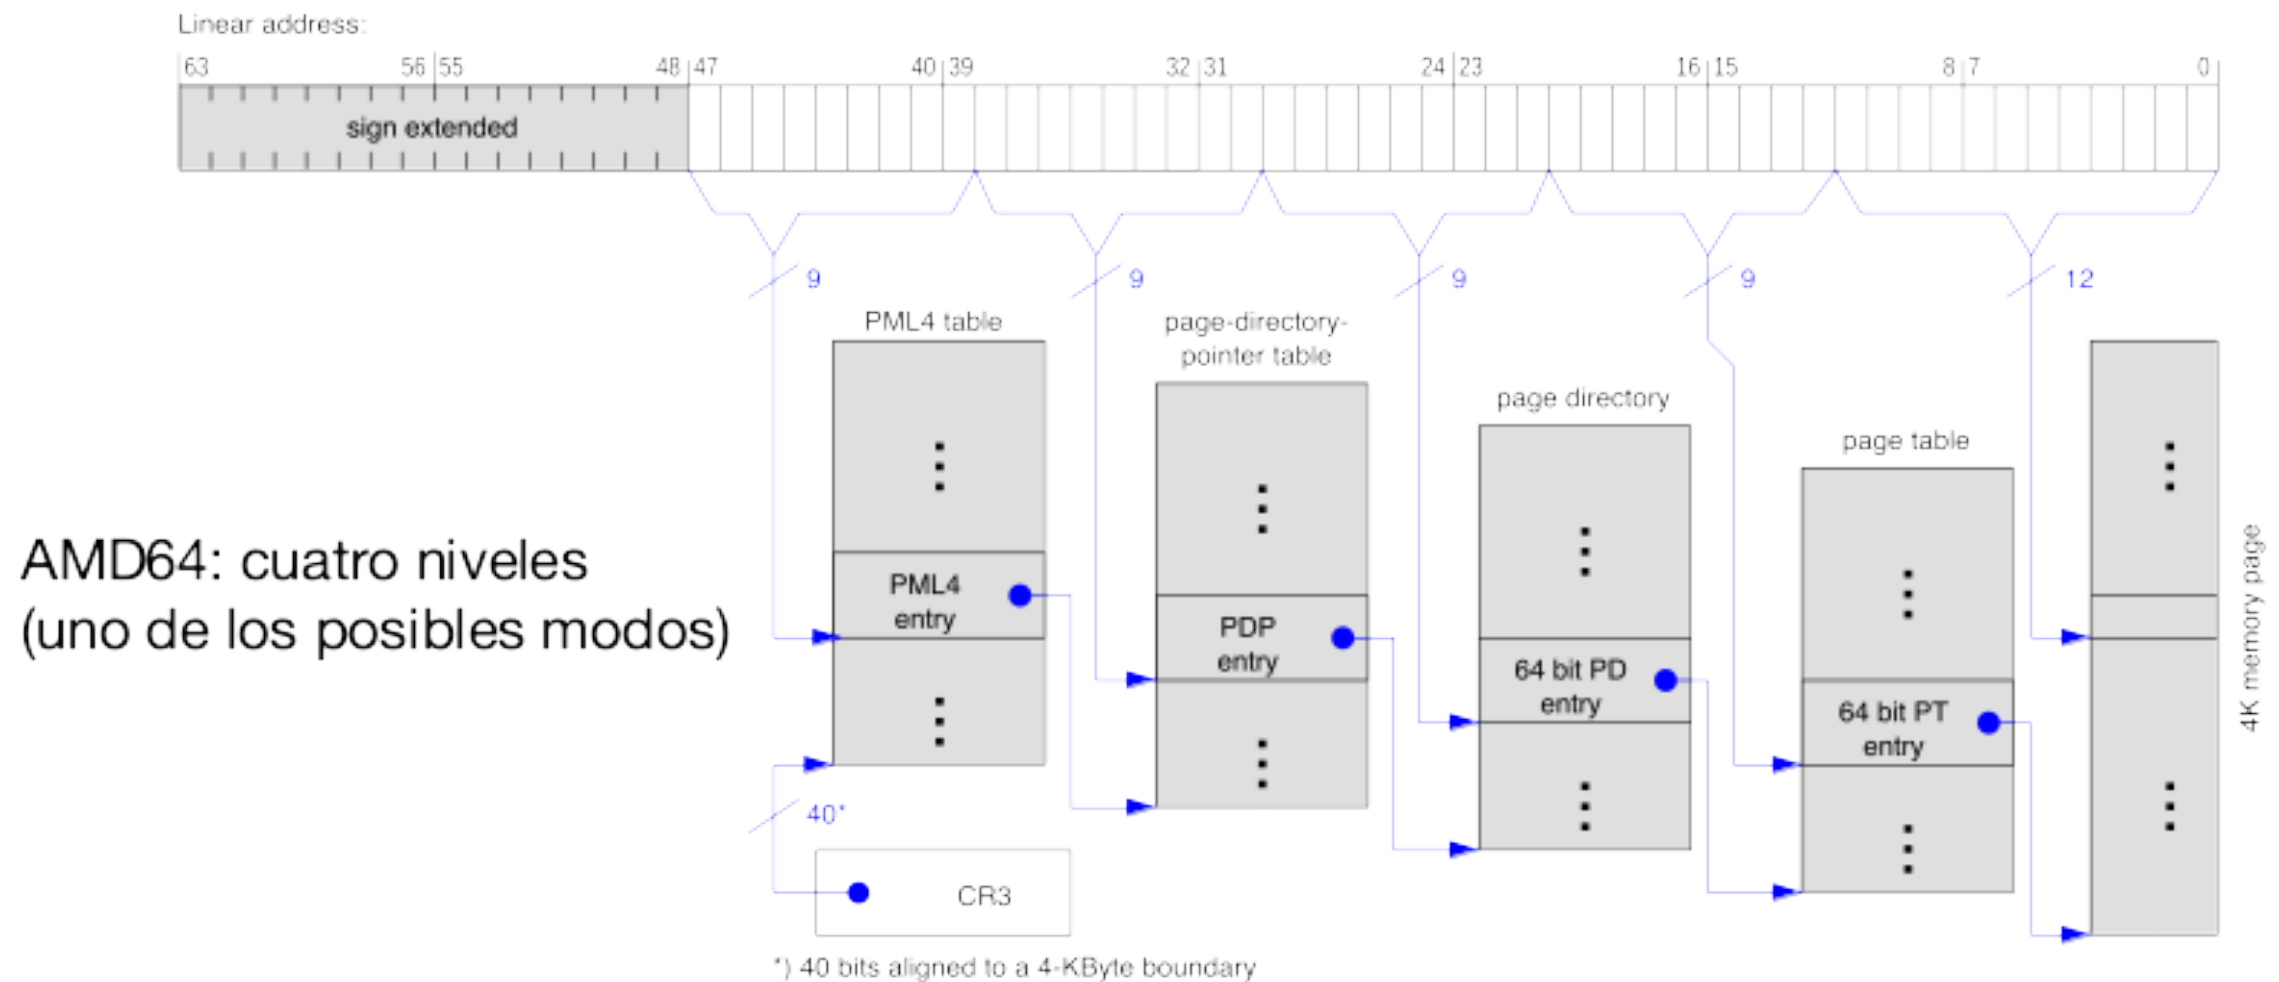 Linear address:
63 56 55 48 47 40 39 32 31 24 23 16 15 8 7 0
sign extended
9 9 9 9 12
PML4 table
page-directory-
pointer table
page directory
page table
4K memory page
PML4
entry
PDP
entry
64 bit PD
entry
64 bit PT
entry
AMD64: cuatro niveles
(uno de los posibles modos)
40*
CR3
*) 40 bits aligned to a 4-KByte boundary